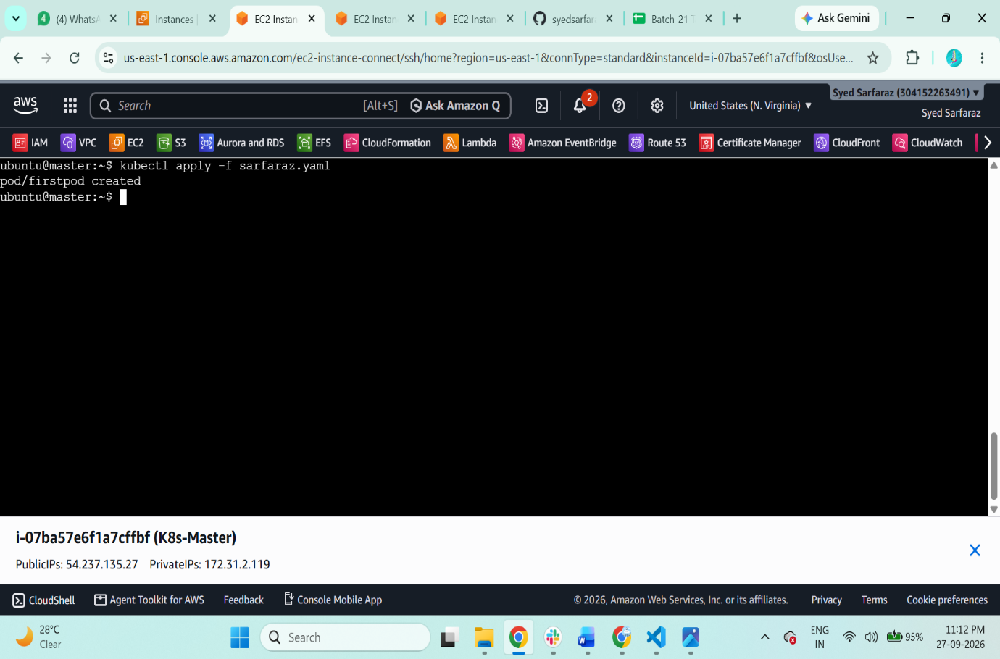 4
(4) WhatsA
Instances |
EC2 Instan
EC2 Instan
EC2 Instan
syedsarfar
Batch-21 T
Ask Gemini
us-east-1.console.aws.amazon.com/ec2-instance-connect/ssh/home?region=us-east-1&connType=standard&instanceId=i-07ba57e6f1a7cffbf&osUse...
aws
Search
[Alt+S]
Ask Amazon Q
2
United States (N. Virginia) ▼
Syed Sarfaraz (304152263491) ▼
Syed Sarfaraz
IAM
VPC
EC2
S3
Aurora and RDS
EFS
CloudFormation
Lambda
Amazon EventBridge
Route 53
Certificate Manager
CloudFront
CloudWatch
ubuntu@master:~$ kubectl apply -f sarfaraz.yaml
pod/firstpod created
ubuntu@master:~$
i-07ba57e6f1a7cffbf (K8s-Master)
PublicIPs: 54.237.135.27 PrivateIPs: 172.31.2.119
CloudShell
Agent Toolkit for AWS
Feedback
Console Mobile App
© 2026, Amazon Web Services, Inc. or its affiliates.
Privacy
Terms
Cookie preferences
28°C
Clear
Search
ENG
IN
95%
11:12 PM
27-09-2026